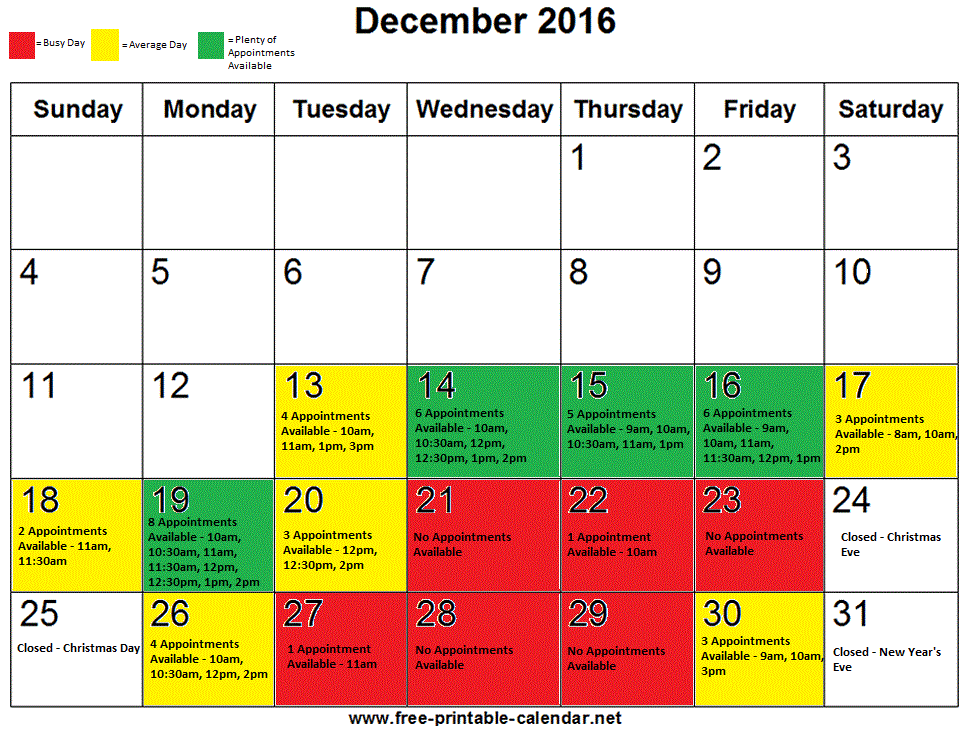 December 2016
= Busy Day
= Average Day
= Plenty of
Appointments
Available
Sunday Monday Tuesday Wednesday Thursday Friday Saturday
1 2 3
4 5 6 7 8 9 10
11
12
13
4 Appointments
Available - 10am,
11am, 1pm, 3pm
14
6 Appointments
Available - 10am,
10:30am, 12pm,
12:30pm, 1pm, 2pm
15
5 Appointments
Available - 9am, 10am,
10:30am, 11am, 1pm
16
6 Appointments
Available - 9am,
10am, 11am,
11:30am, 12pm, 1pm
17
3 Appointments
Available - 8am, 10am,
2pm
18
2 Appointments
Available - 11am,
11:30am
19
8 Appointments
Available - 10am,
10:30am, 11am,
11:30am, 12pm,
12:30pm, 1pm, 2pm
20
3 Appointments
Available - 12pm,
12:30pm, 2pm
21
No Appointments
Available
22
1 Appointment
Available - 10am
23
No Appointments
Available
24
Closed - Christmas
Eve
25
Closed - Christmas Day
26
4 Appointments
Available - 10am,
10:30am, 12pm, 2pm
27
1 Appointment
Available - 11am
28
No Appointments
Available
29
No Appointments
Available
30
3 Appointments
Available - 9am, 10am,
3pm
31
Closed - New Year's
Eve
www.free-printable-calendar.net